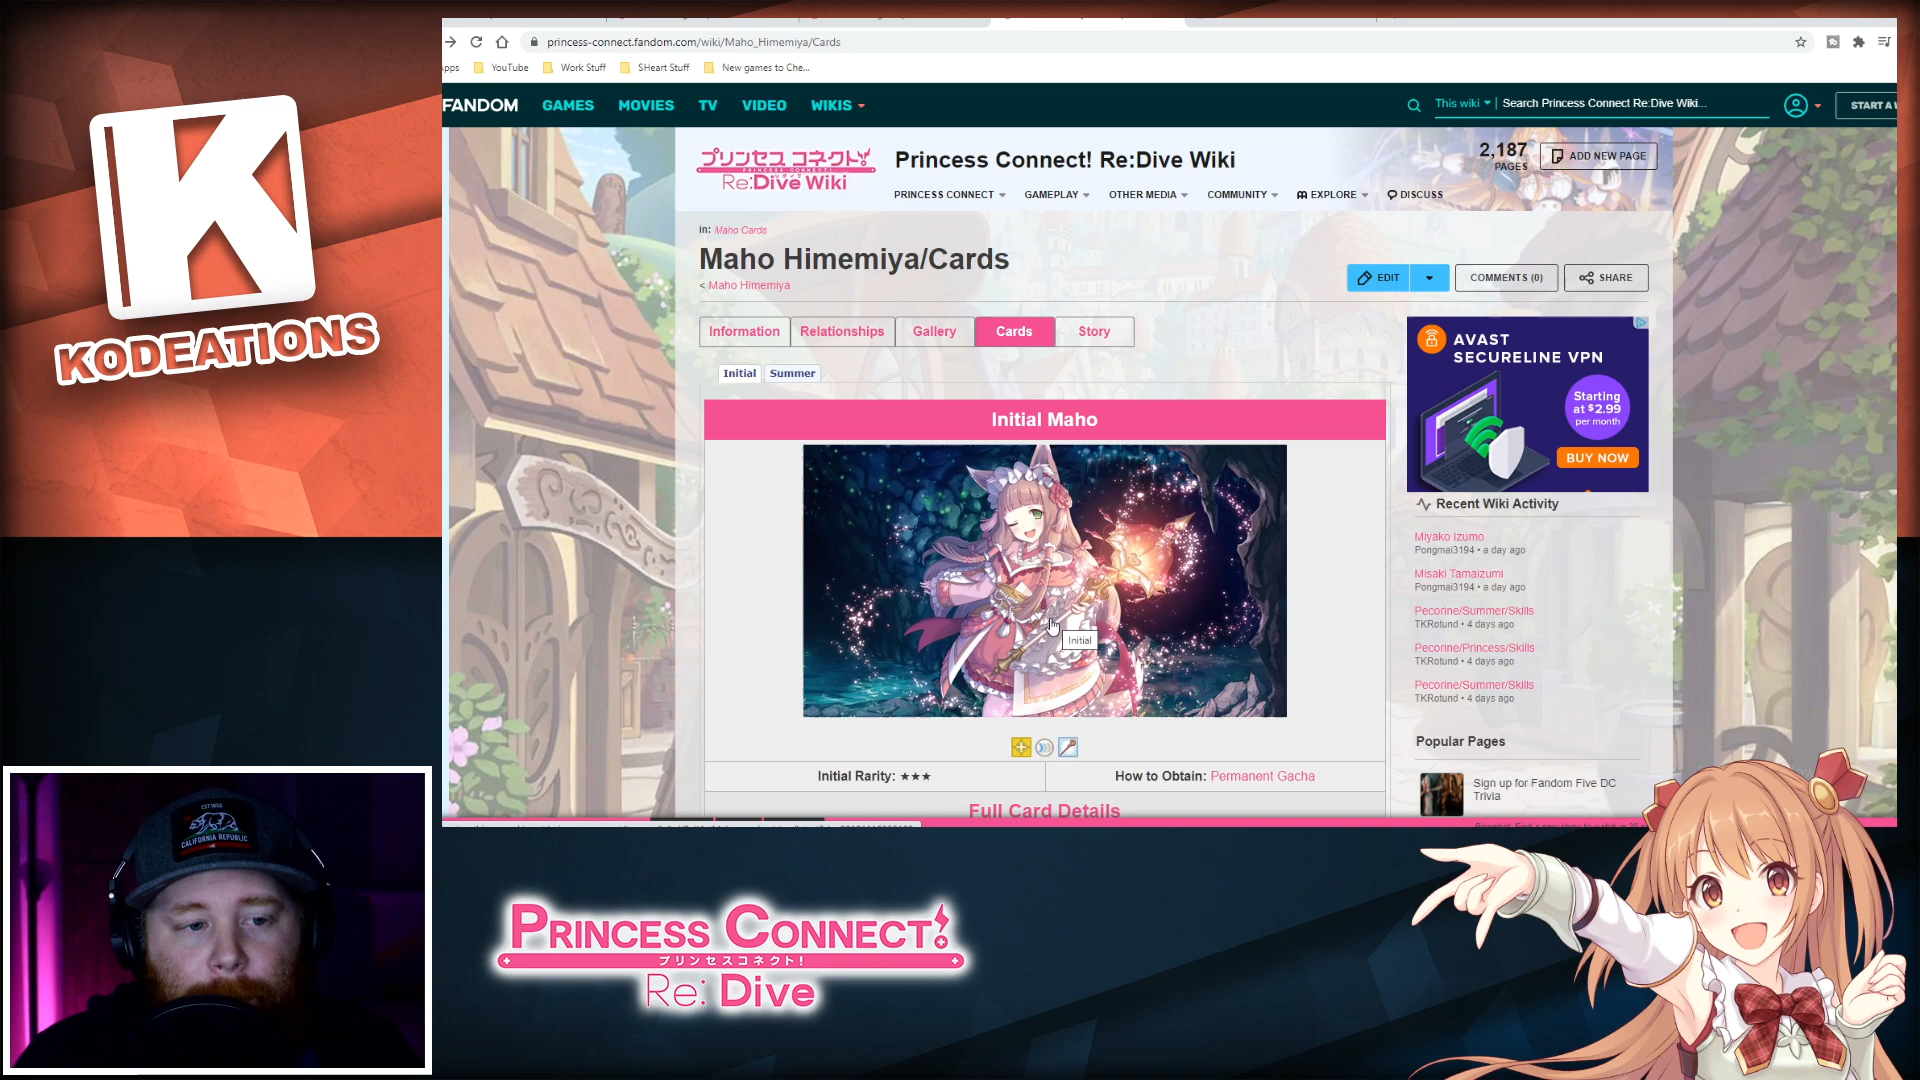 princess-connect.fandom.com/wiki/Maho_Himemiya/Cards
pps YouTube Work Stuff SHeart Stuff New games to Che...
FANDOM GAMES MOVIES TV VIDEO WIKIS This wiki Search Princess Connect Re:Dive Wiki... START A
プリンセス コネクト!
PRINCESS CONNECT!
Re:Dive Wiki
Princess Connect! Re:Dive Wiki
2,187
PAGES
ADD NEW PAGE
PRINCESS CONNECT GAMEPLAY OTHER MEDIA COMMUNITY EXPLORE DISCUSS
in: Maho Cards
Maho Himemiya/Cards
< Maho Himemiya
EDIT COMMENTS (0) SHARE
Information Relationships Gallery Cards Story
Initial Summer
Initial Maho
Initial
Initial Rarity: ★★★ How to Obtain: Permanent Gacha
Full Card Details
AVAST
SECURELINE VPN
Starting
at $2.99
per month
BUY NOW
Recent Wiki Activity
Miyako Izumo
Pongmai3194 • a day ago
Misaki Tamaizumi
Pongmai3194 • a day ago
Pecorine/Summer/Skills
TKRotund • 4 days ago
Pecorine/Princess/Skills
TKRotund • 4 days ago
Pecorine/Summer/Skills
TKRotund • 4 days ago
Popular Pages
Sign up for Fandom Five DC
Trivia
K
KODEATIONS
EST 1850
CALIFORNIA REPUBLIC
PRINCESS CONNECT!
プリンセスコネクト!
Re: Dive